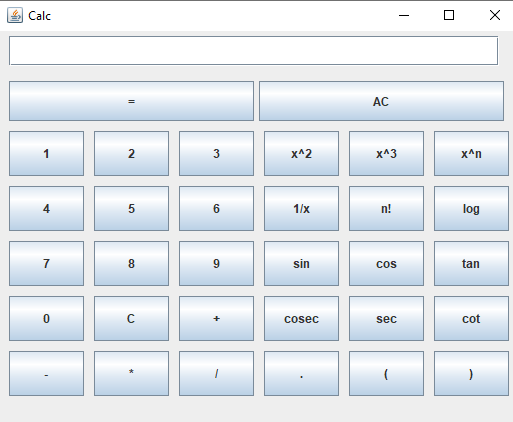 Calc
= AC
1 2 3 x^2 x^3 x^n
4 5 6 1/x n! log
7 8 9 sin cos tan
0 C + cosec sec cot
- * / . ( )